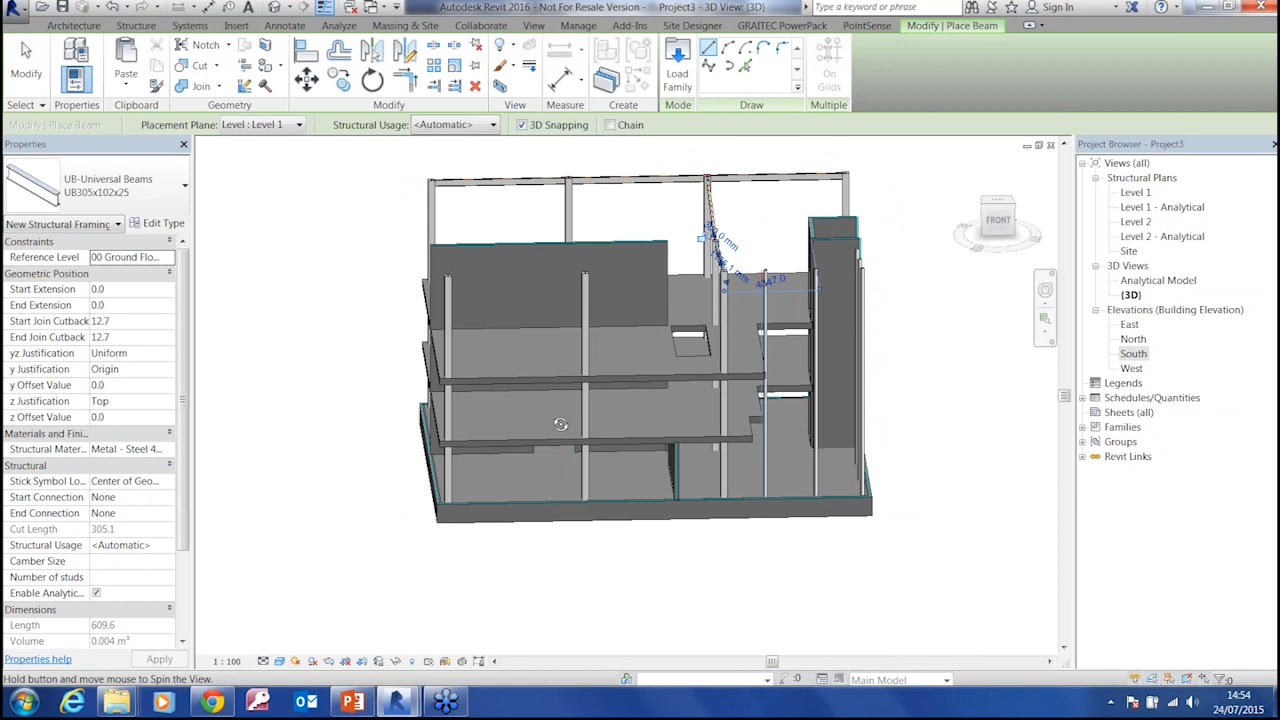 Autodesk Revit 2016 - Not For Resale Version - Project3 - 3D View: {3D}
Type a keyword or phrase
Sign In
Architecture Structure Systems Insert Annotate Analyze Massing & Site Collaborate View Manage Add-Ins Site Designer GRAITEC PowerPack PointSense Modify | Place Beam
Modify
Paste
Notch
Cut
Join
Load
Family
On
Grids
Select Properties Clipboard Geometry Modify View Measure Create Mode Draw Multiple
Modify | Place Beam Placement Plane: Level : Level 1 Structural Usage: <Automatic> 3D Snapping Chain
Properties
UB-Universal Beams
UB305x102x25
New Structural Framing Edit Type
Constraints
Reference Level 00 Ground Flo...
Geometric Position
Start Extension 0.0
End Extension 0.0
Start Join Cutback 12.7
End Join Cutback 12.7
yz Justification Uniform
y Justification Origin
y Offset Value 0.0
z Justification Top
z Offset Value 0.0
Materials and Fini...
Structural Mater... Metal - Steel 4...
Structural
Stick Symbol Lo... Center of Geo...
Start Connection None
End Connection None
Cut Length 305.1
Structural Usage <Automatic>
Camber Size
Number of studs
Enable Analytic...
Dimensions
Length 609.6
Volume 0.004 m³
Properties help Apply
FRONT
Project Browser - Project3
Views (all)
Structural Plans
Level 1
Level 1 - Analytical
Level 2
Level 2 - Analytical
Site
3D Views
Analytical Model
{3D}
Elevations (Building Elevation)
East
North
South
West
Legends
Schedules/Quantities
Sheets (all)
Families
Groups
Revit Links
1 : 100
Hold button and move mouse to Spin the View.
:0
Main Model
:0
14:54
24/07/2015